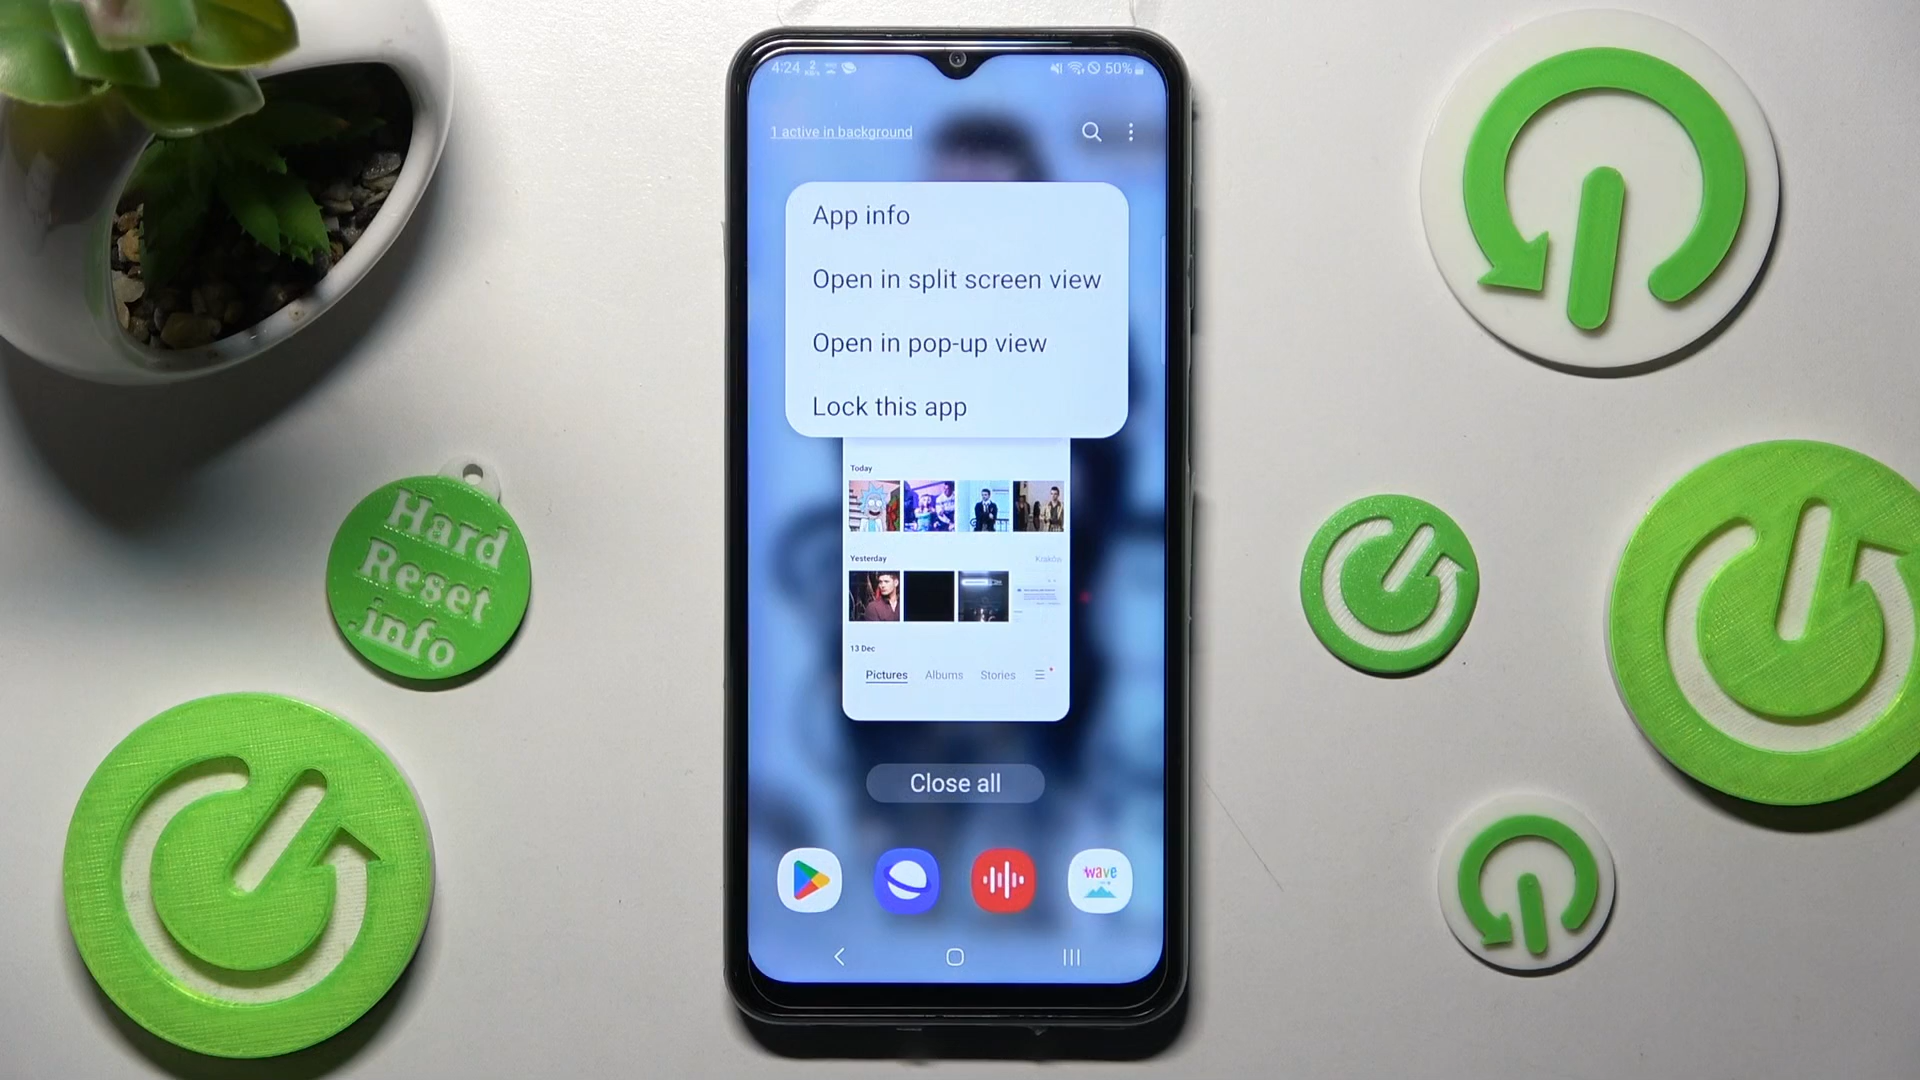 4:24
50%
1 active in background
App info
Open in split screen view
Open in pop-up view
Lock this app
Today
Yesterday
Kraków
13 Dec
Pictures Albums Stories
Close all
wave
Hard
Reset
.info